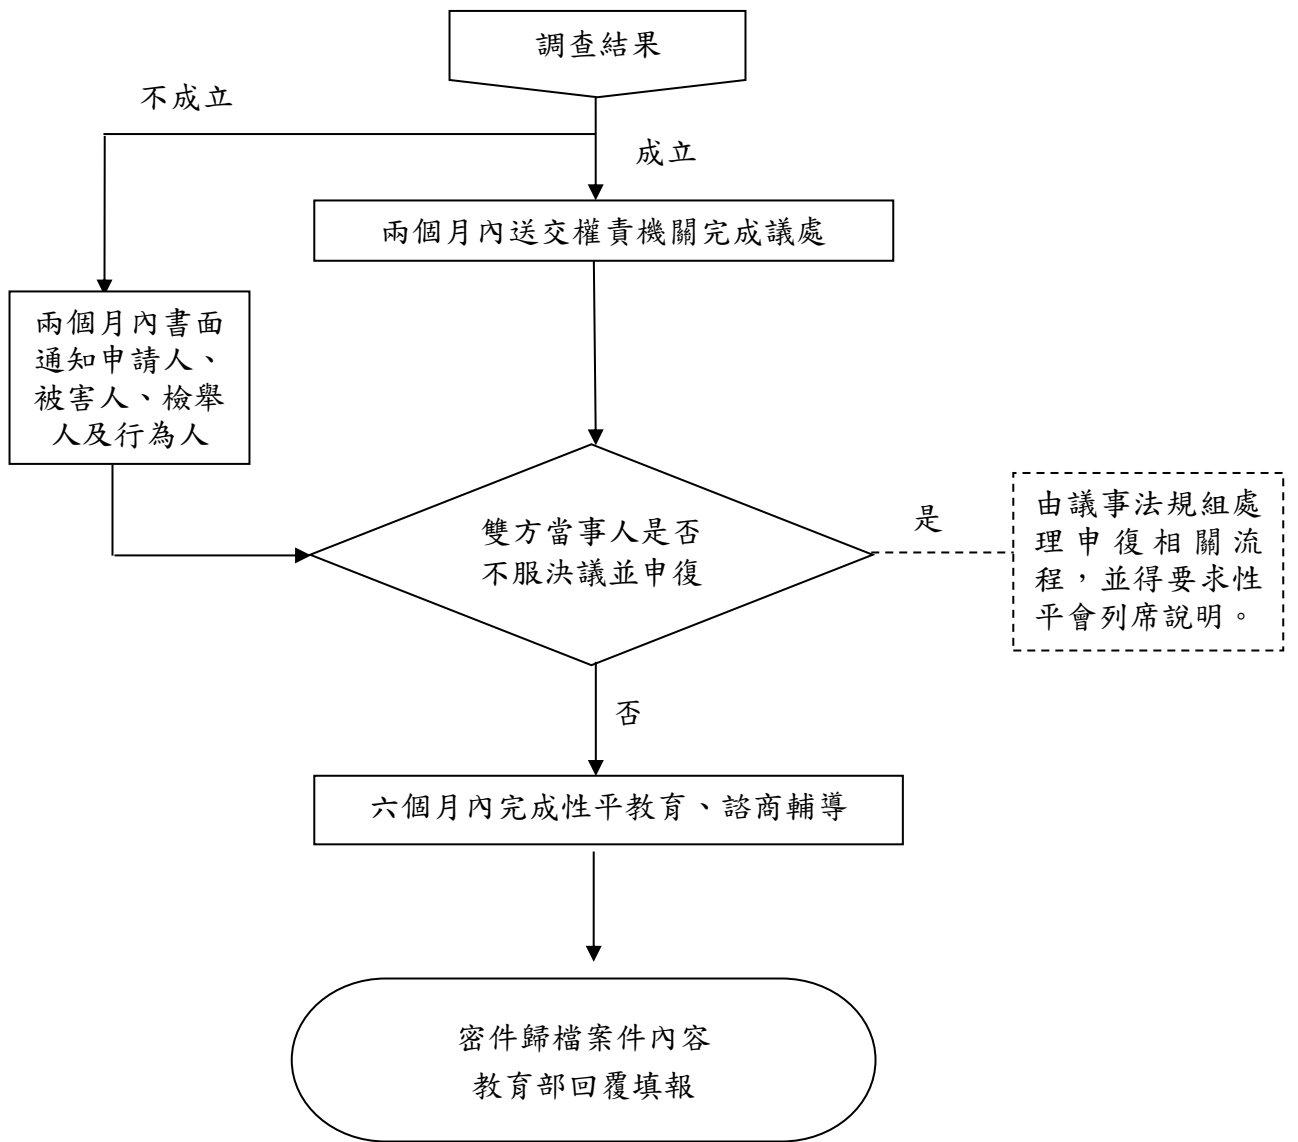 調查結果
不成立
成立
兩個月內送交權責機關完成議處
兩個月內書面
通知申請人、
被害人、檢舉
人及行為人
雙方當事人是否
不服決議並申復
是
由議事法規組處
理申復相關流
程，並得要求性
平會列席說明。
否
六個月內完成性平教育、諮商輔導
密件歸檔案件內容
教育部回覆填報